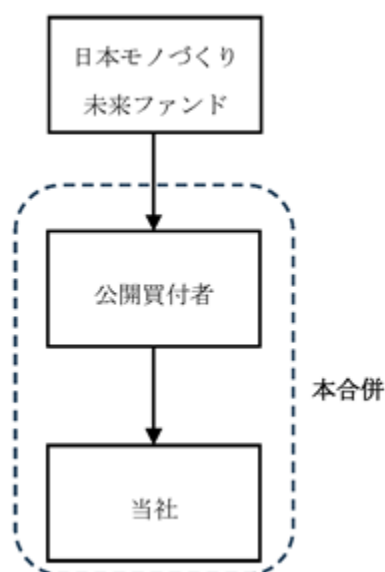 日本モノづくり
未来ファンド
公開買付者
本合併
当社